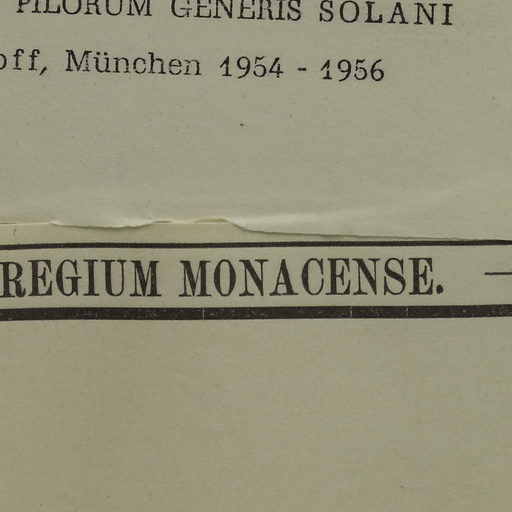 PILORUM GENERIS SOLANI
off, München 1954 - 1956
REGIUM MONACENSE. —